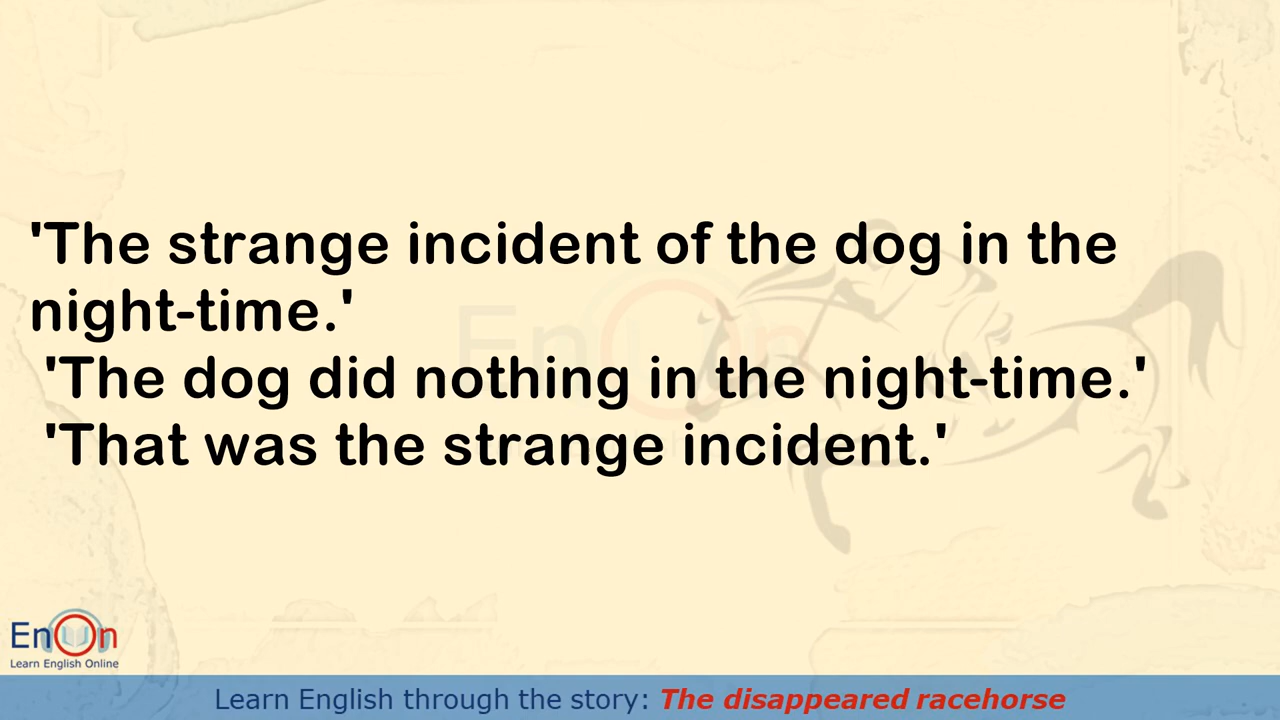 'The strange incident of the dog in the
night-time.'
'The dog did nothing in the night-time.'
'That was the strange incident.'
EnOn
Learn English Online
Learn English through the story: The disappeared racehorse